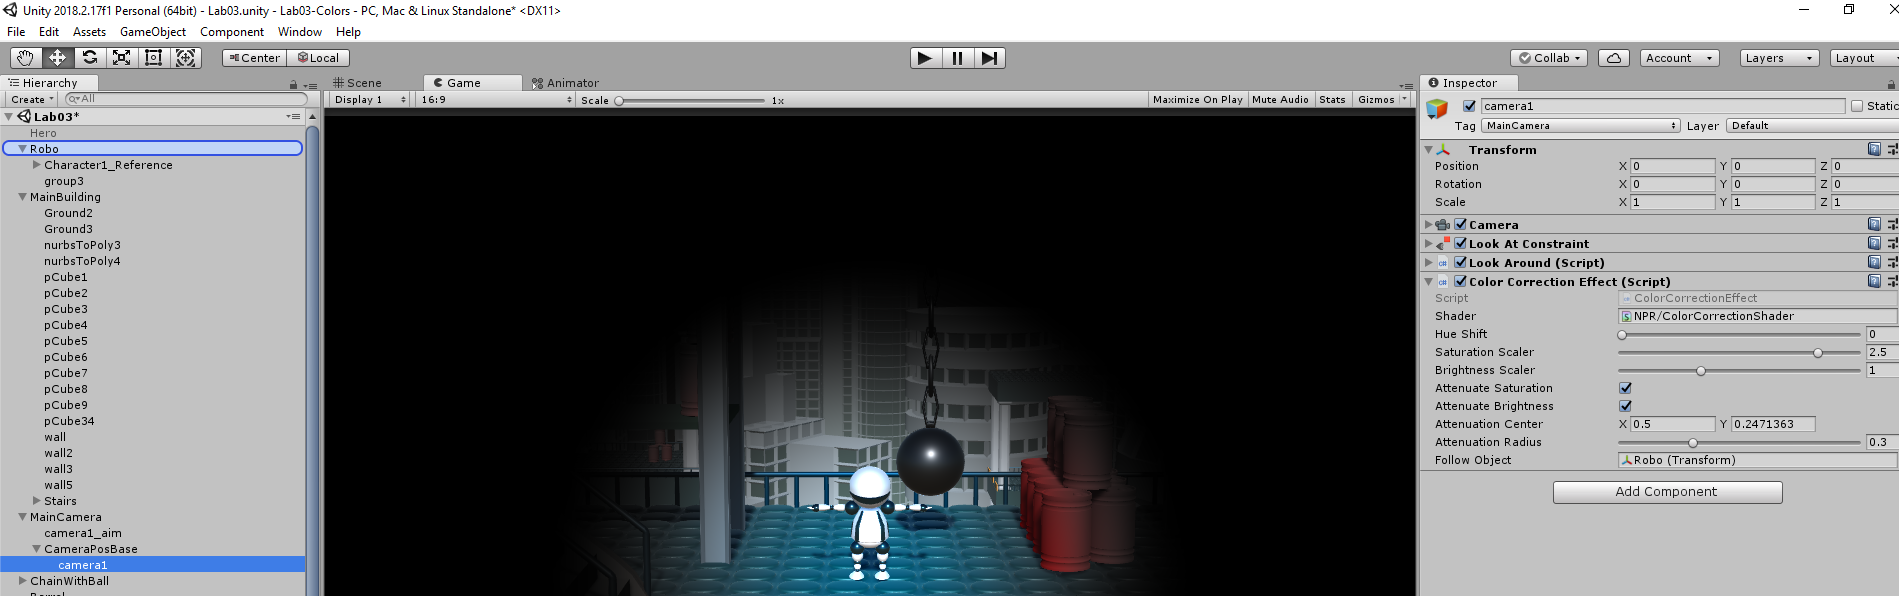 Unity 2018.2.17f1 Personal (64bit) - Lab03.unity - Lab03-Colors - PC, Mac & Linux Standalone* <DX11>
File Edit Assets GameObject Component Window Help
Center Local Collab Account Layers Layout
Hierarchy
Create All
Lab03*
Hero
Robo
Character1_Reference
group3
MainBuilding
Ground2
Ground3
nurbsToPoly3
nurbsToPoly4
pCube1
pCube2
pCube3
pCube4
pCube5
pCube6
pCube7
pCube8
pCube9
pCube34
wall
wall2
wall3
wall5
Stairs
MainCamera
camera1_aim
CameraPosBase
camera1
ChainWithBall
Scene Game Animator
Display 1 16:9 Scale 1x Maximize On Play Mute Audio Stats Gizmos
Inspector
camera1 Static
Tag MainCamera Layer Default
Transform
Position X 0 Y 0 Z 0
Rotation X 0 Y 0 Z 0
Scale X 1 Y 1 Z 1
Camera
Look At Constraint
Look Around (Script)
Color Correction Effect (Script)
Script ColorCorrectionEffect
Shader NPR/ColorCorrectionShader
Hue Shift 0
Saturation Scaler 2.5
Brightness Scaler 1
Attenuate Saturation
Attenuate Brightness
Attenuation Center X 0.5 Y 0.2471363
Attenuation Radius 0.3
Follow Object Robo (Transform)
Add Component